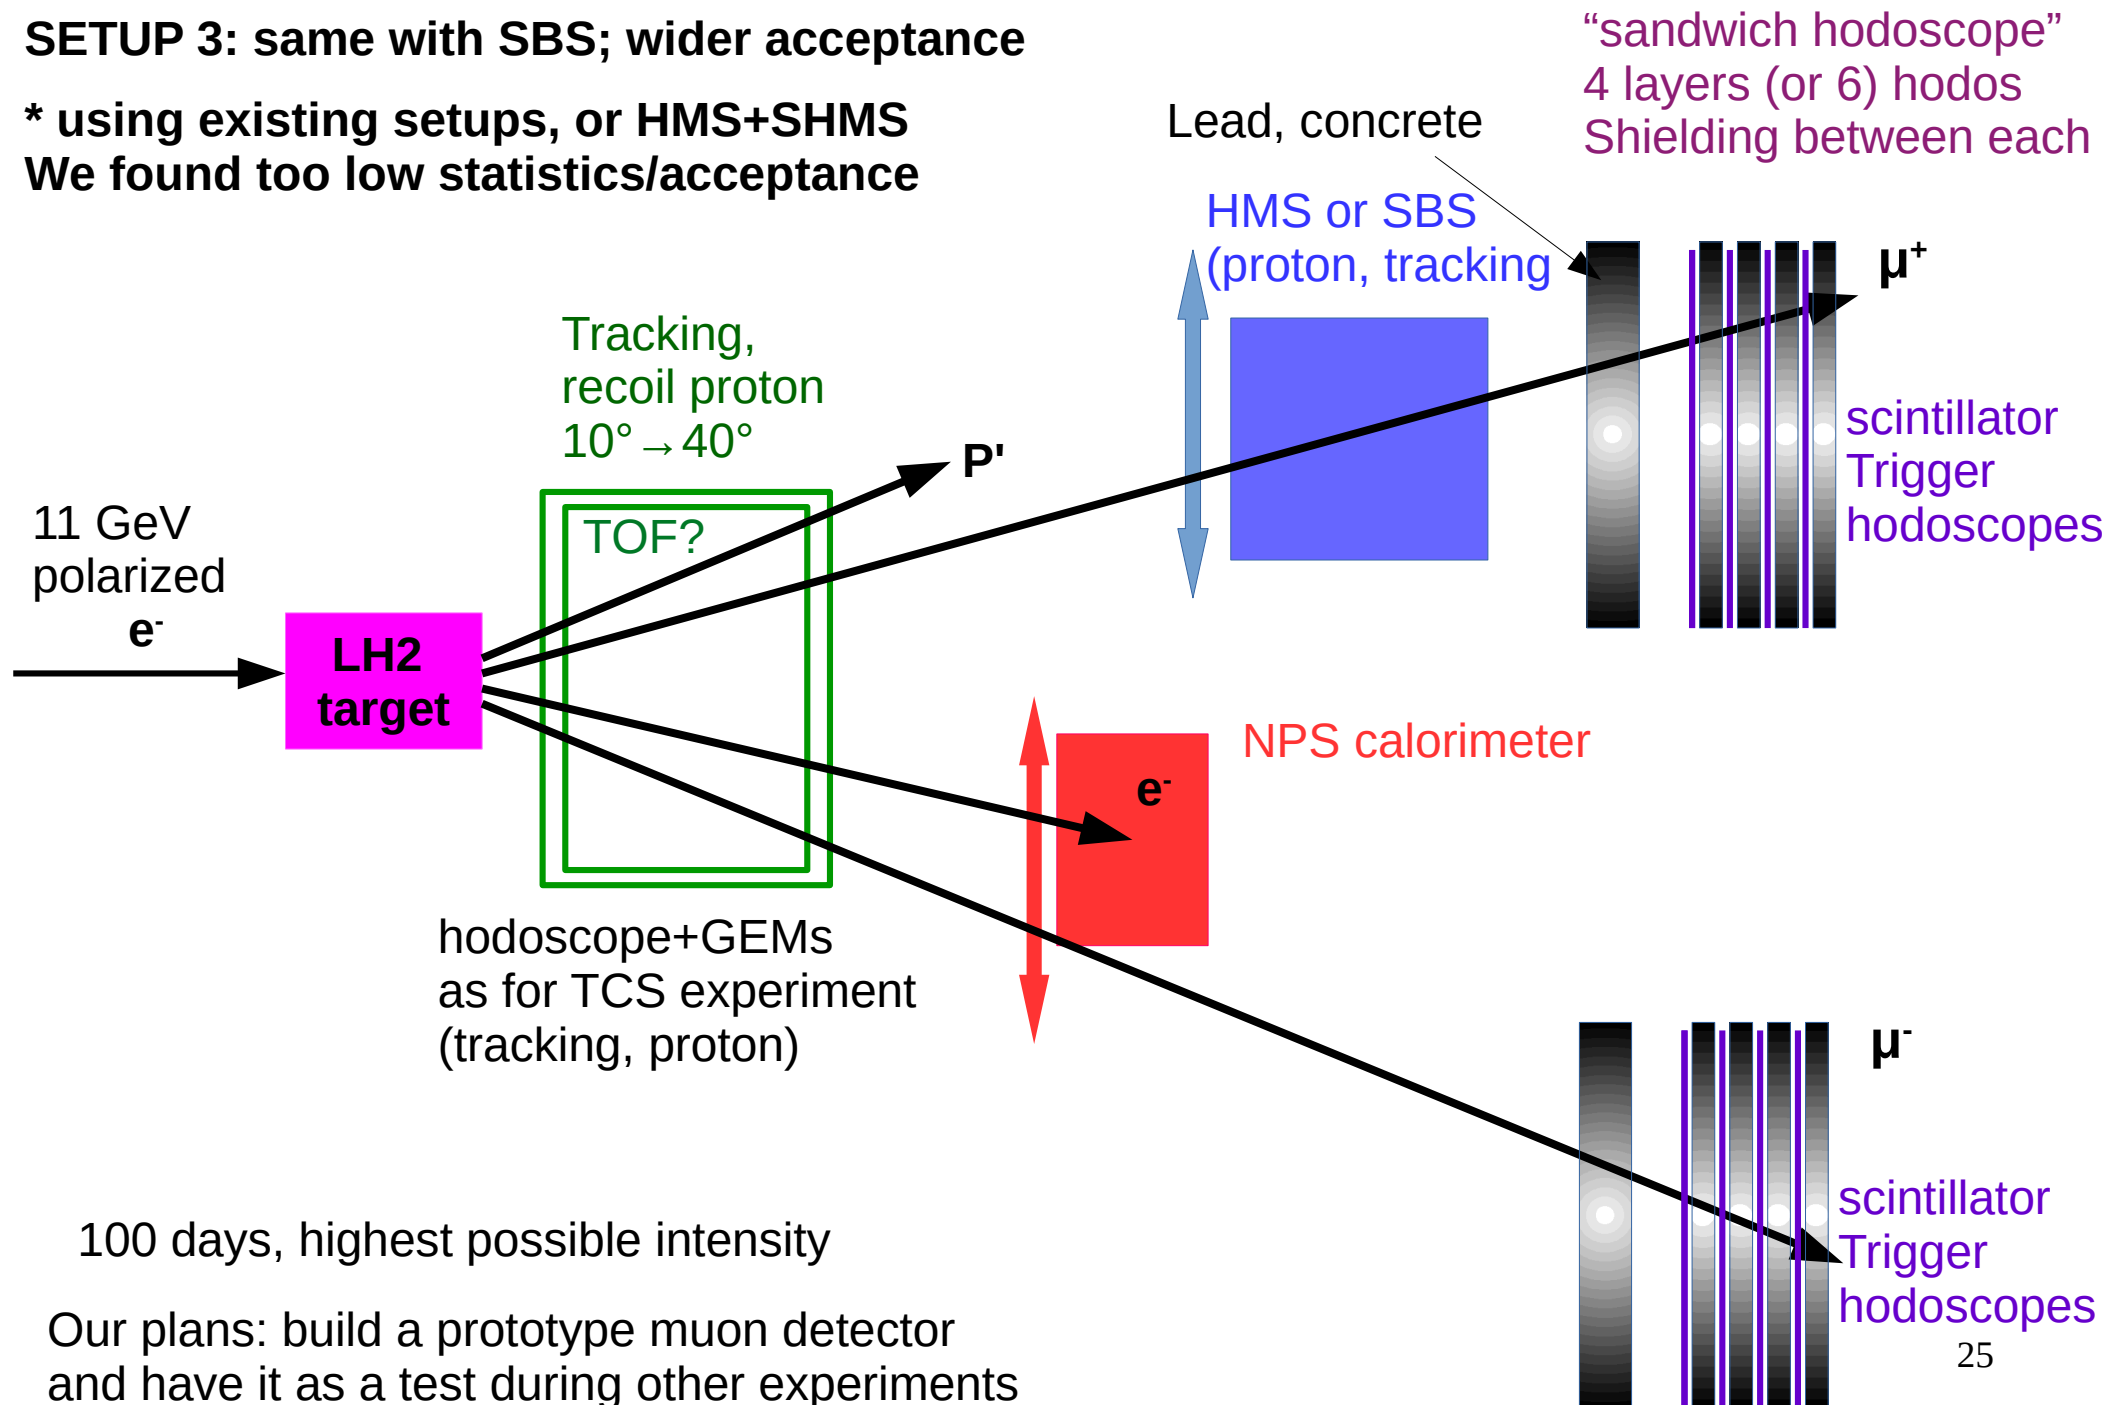 SETUP 3: same with SBS; wider acceptance
* using existing setups, or HMS+SHMS
We found too low statistics/acceptance
“sandwich hodoscope”
4 layers (or 6) hodos
Shielding between each
Lead, concrete
HMS or SBS
(proton, tracking
μ+
Tracking,
recoil proton
10°→40°
P'
scintillator
Trigger
hodoscopes
TOF?
11 GeV
polarized
e-
LH2
target
NPS calorimeter
e-
hodoscope+GEMs
as for TCS experiment
(tracking, proton)
μ-
scintillator
Trigger
hodoscopes
100 days, highest possible intensity
Our plans: build a prototype muon detector
and have it as a test during other experiments
25